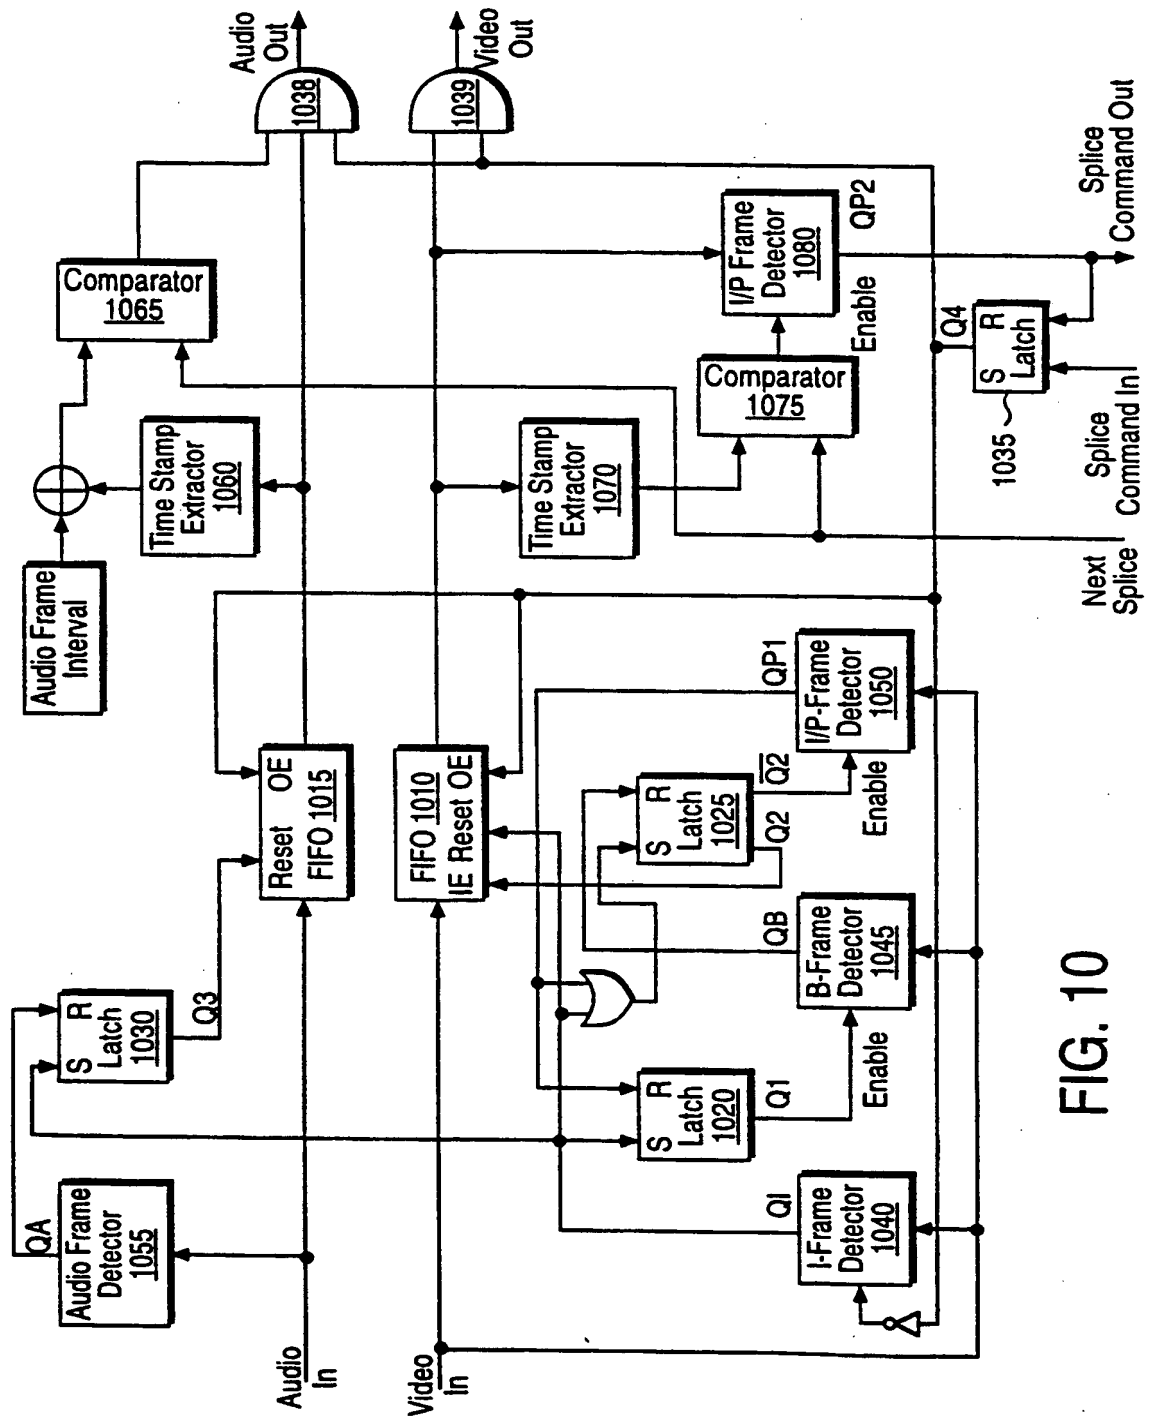 Audio
Out
1038
Video
Out
1039
Comparator
1065
Audio Frame
Interval
Time Stamp
Extractor
1060
Time Stamp
Extractor
1070
Comparator
1075
Enable
I/P Frame
Detector
1080
QP2
Q4
S R
Latch
1035
Splice
Command In
Splice
Command Out
Next
Splice
QA
Audio Frame
Detector
1055
S R
Latch
1030
Q3
Reset OE
FIFO 1015
FIFO 1010
IE Reset OE
Audio
In
Video
In
S R
Latch
1020
Q1
Enable
S R
Latch
1025
Q2
Q2
Enable
QI
I-Frame
Detector
1040
QB
B-Frame
Detector
1045
QP1
I/P-Frame
Detector
1050
FIG. 10